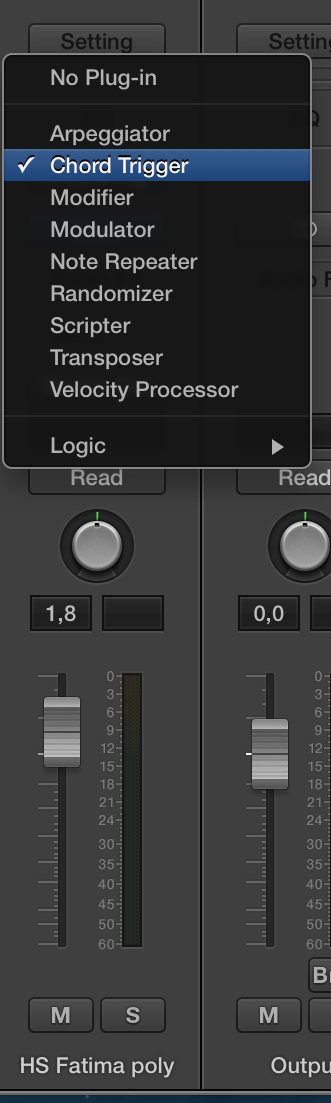 Setting
Setting
No Plug-in
Arpeggiator
✓ Chord Trigger
Modifier
Modulator
Note Repeater
Randomizer
Scripter
Transposer
Velocity Processor
Logic ▶
Read
Read
1,8
0,0
0
3
6
9
12
15
18
21
24
30
35
40
45
50
60
0
3
6
9
12
15
18
21
24
30
35
40
45
50
60
M
S
M
HS Fatima poly
Outpu